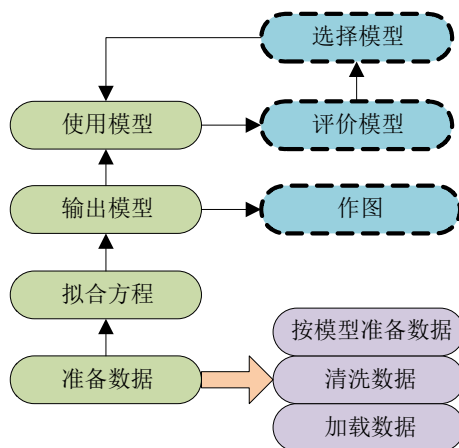 选择模型
使用模型
评价模型
输出模型
作图
拟合方程
按模型准备数据
准备数据
清洗数据
加载数据